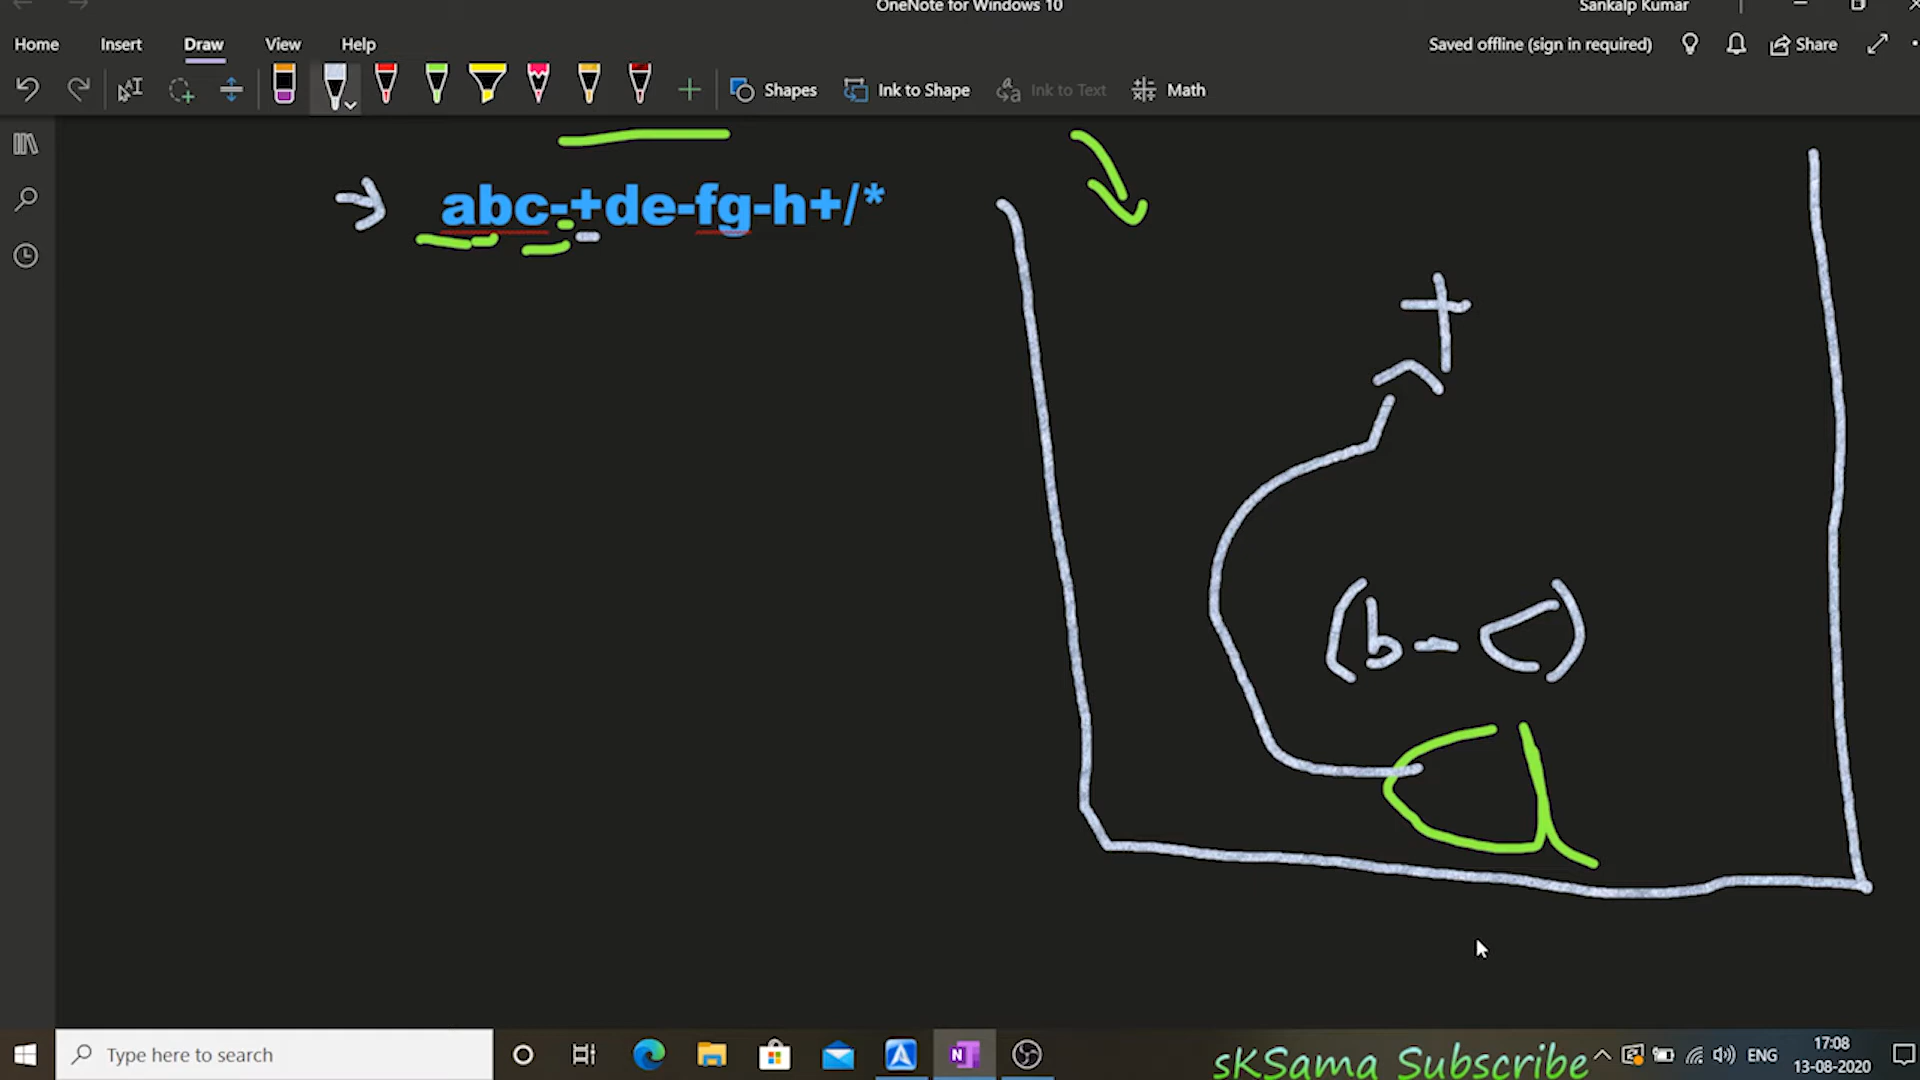 OneNote for Windows 10
Sankalp Kumar
Home Insert Draw View Help
Saved offline (sign in required) Share
Shapes Ink to Shape Ink to Text Math
abc-+de-fg-h+/*
+
(b - c)
a
Type here to search
sKSama Subscribe
ENG
17:08
13-08-2020